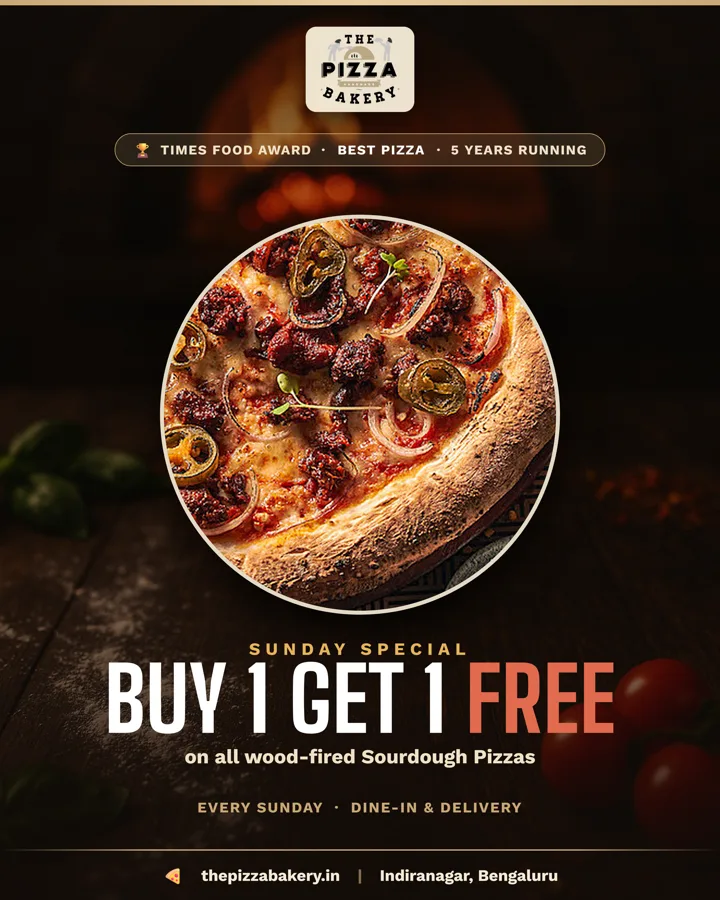 THE
PIZZA
BAKERY
TIMES FOOD AWARD · BEST PIZZA · 5 YEARS RUNNING
SUNDAY SPECIAL
BUY 1 GET 1 FREE
on all wood-fired Sourdough Pizzas
EVERY SUNDAY · DINE-IN & DELIVERY
thepizzabakery.in | Indiranagar, Bengaluru